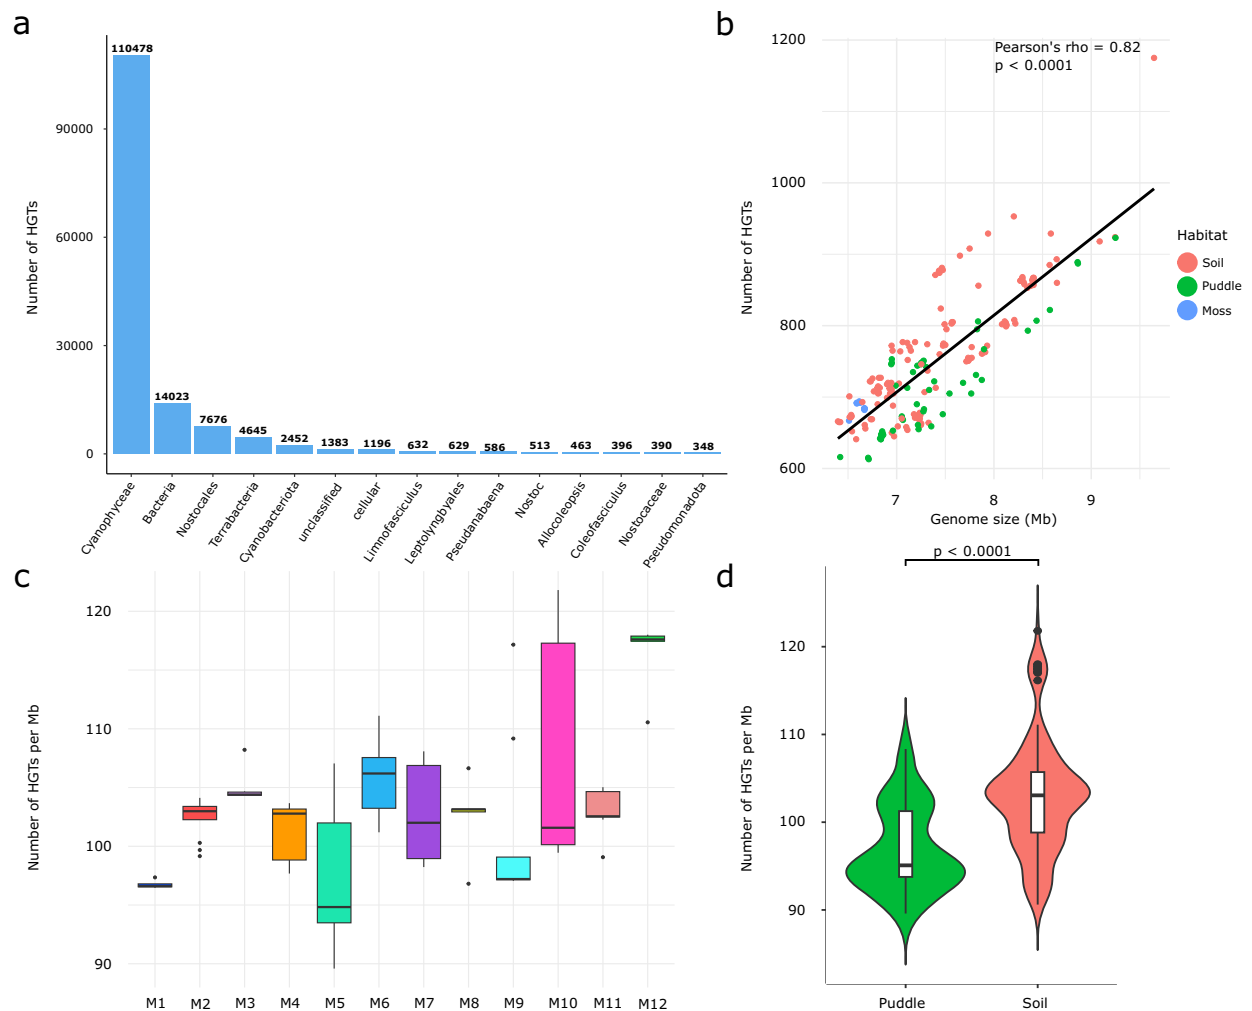 a
110478
14023
7676
4645
2452
1383
1196
632
629
586
513
463
396
390
348
90000
60000
30000
0
Number of HGTs
Cyanophyceae
Bacteria
Nostocales
Terrabacteria
Cyanobacteriota
unclassified
cellular
Limnofasciculus
Leptolyngbyales
Pseudanabaena
Nostoc
Allocoleopsis
Coleofasciculus
Nostocaceae
Pseudomonadota
b
Pearson's rho = 0.82
p < 0.0001
1200
1000
800
600
Number of HGTs
7
8
9
Genome size (Mb)
Habitat
Soil
Puddle
Moss
c
120
110
100
90
Number of HGTs per Mb
M1
M2
M3
M4
M5
M6
M7
M8
M9
M10
M11
M12
d
p < 0.0001
120
110
100
90
Number of HGTs per Mb
Puddle
Soil